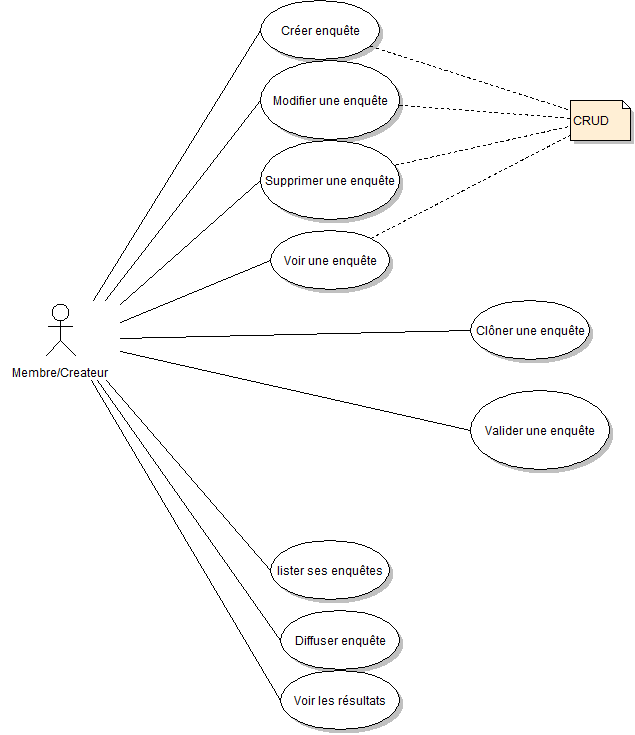 Créer enquête
Modifier une enquête
CRUD
Supprimer une enquête
Voir une enquête
Clôner une enquête
Membre/Createur
Valider une enquête
lister ses enquêtes
Diffuser enquête
Voir les résultats